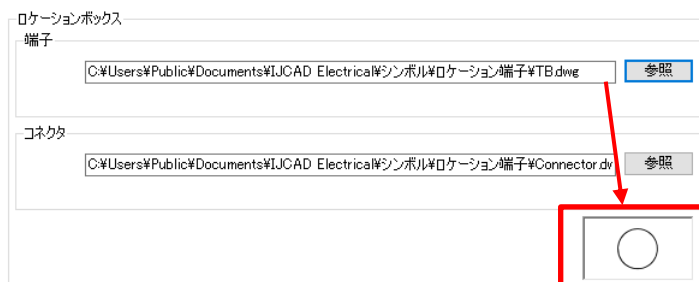 ロケーションボックス
端子
C:¥Users¥Public¥Documents¥IJCAD Electrical¥シンボル¥ロケーション端子¥TB.dwg 参照
コネクタ
C:¥Users¥Public¥Documents¥IJCAD Electrical¥シンボル¥ロケーション端子¥Connector.dw 参照